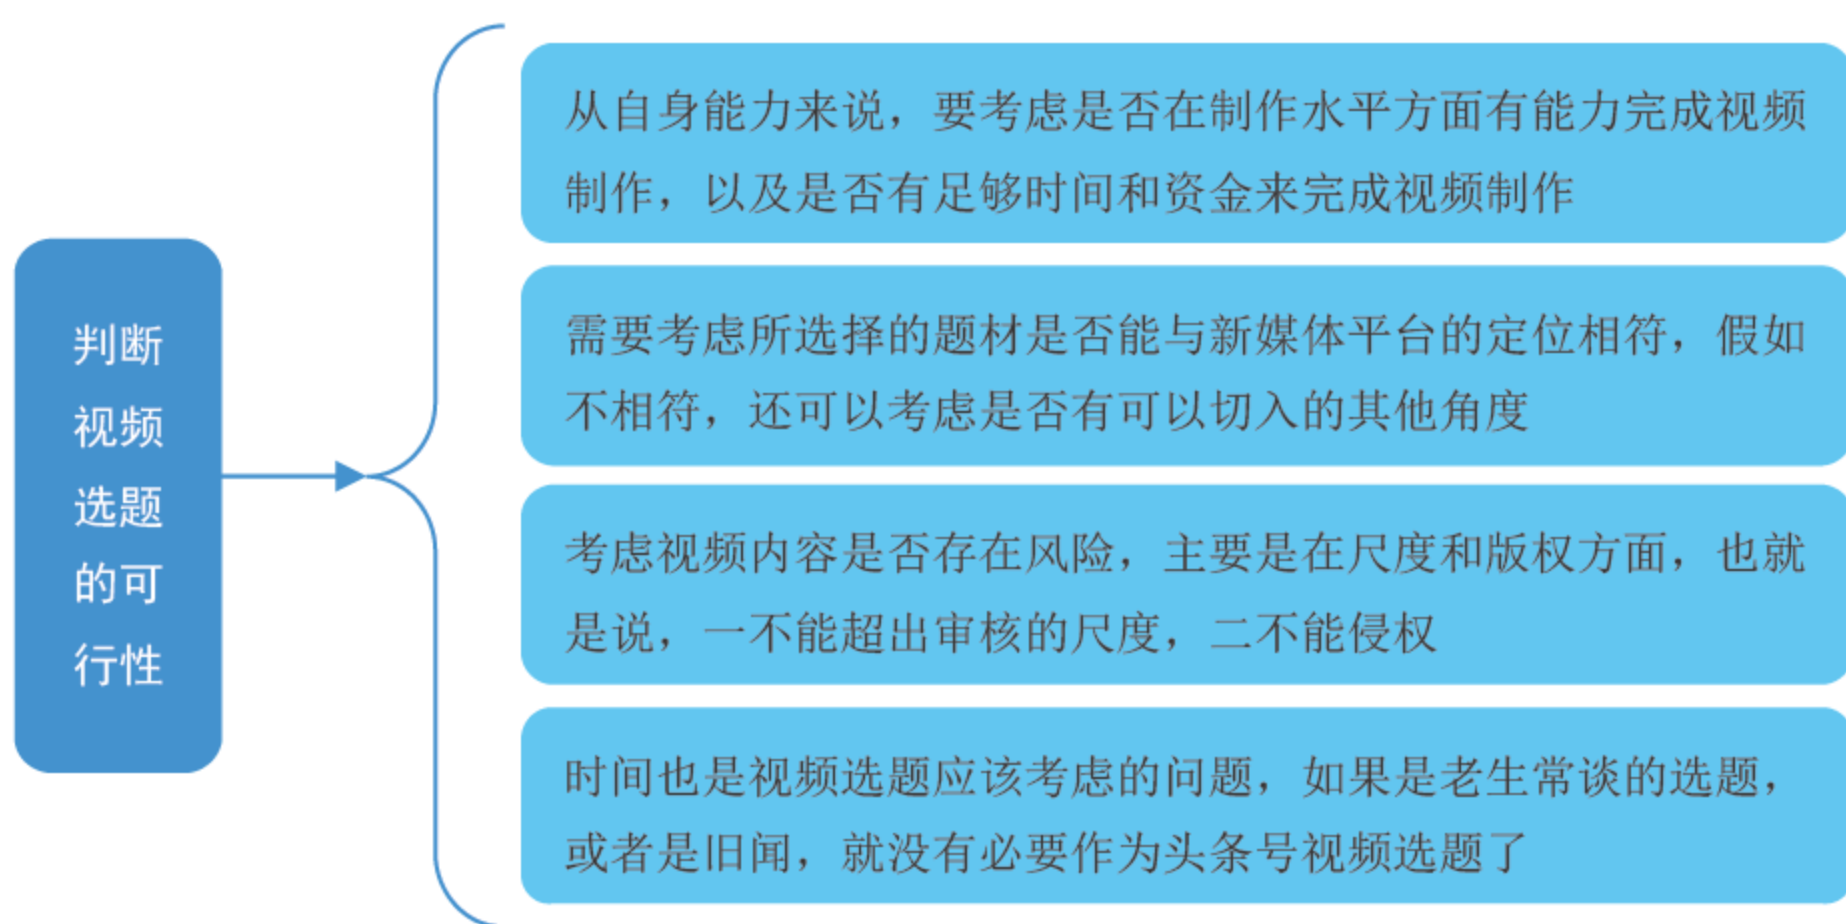 判断
视频
选题
的可
行性
从自身能力来说，要考虑是否在制作水平方面有能力完成视频
制作，以及是否有足够时间和资金来完成视频制作
需要考虑所选择的题材是否能与新媒体平台的定位相符，假如
不相符，还可以考虑是否有可以切入的其他角度
考虑视频内容是否存在风险，主要是在尺度和版权方面，也就
是说，一不能超出审核的尺度，二不能侵权
时间也是视频选题应该考虑的问题，如果是老生常谈的选题，
或者是旧闻，就没有必要作为头条号视频选题了